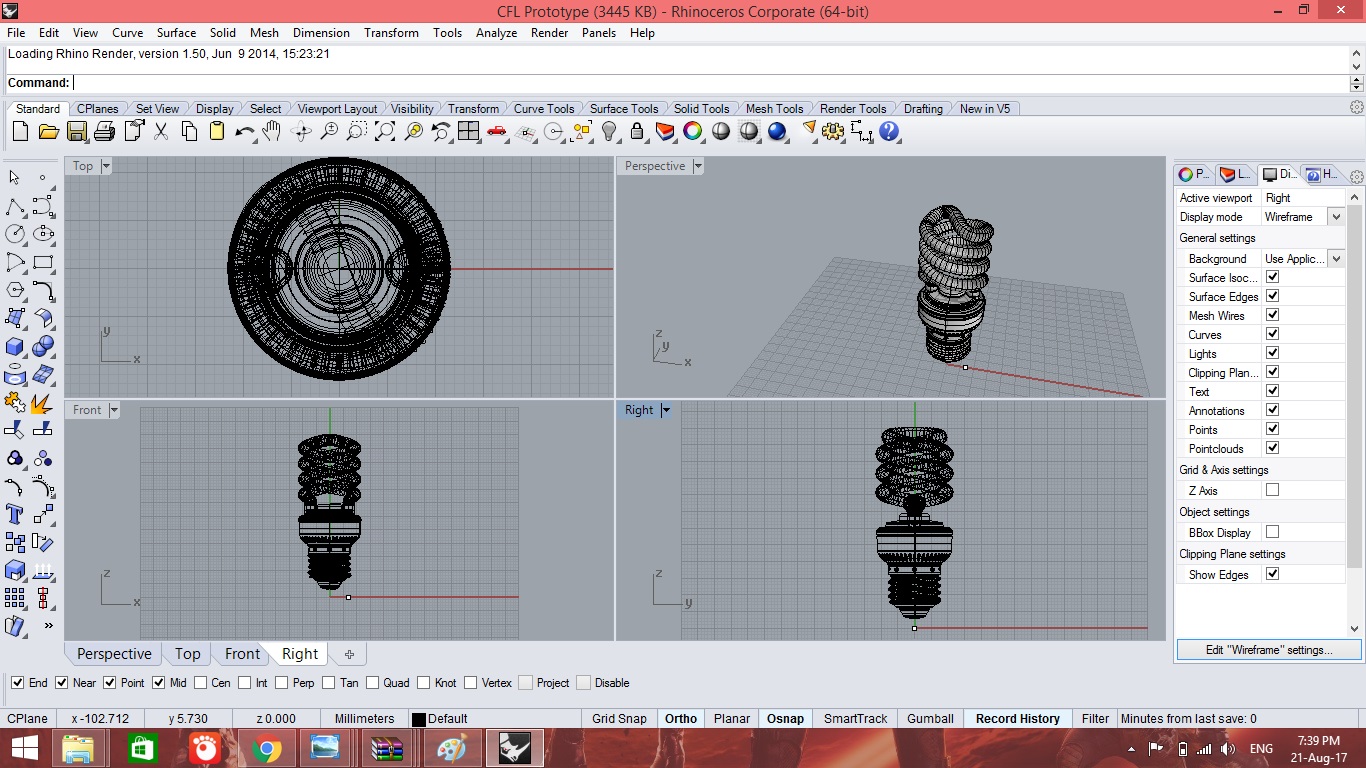 CFL Prototype (3445 KB) - Rhinoceros Corporate (64-bit)
File Edit View Curve Surface Solid Mesh Dimension Transform Tools Analyze Render Panels Help
Loading Rhino Render, version 1.50, Jun 9 2014, 15:23:21
Command:
Standard CPlanes Set View Display Select Viewport Layout Visibility Transform Curve Tools Surface Tools Solid Tools Mesh Tools Render Tools Drafting New in V5
Top
y
x
Perspective
z
y
x
Front
z
x
Right
z
y
P... L... Di... H...
Active viewport Right
Display mode Wireframe
General settings
Background Use Applic...
Surface Isoc...
Surface Edges
Mesh Wires
Curves
Lights
Clipping Plan...
Text
Annotations
Points
Pointclouds
Grid & Axis settings
Z Axis
Object settings
BBox Display
Clipping Plane settings
Show Edges
Edit "Wireframe" settings...
Perspective Top Front Right
End Near Point Mid Cen Int Perp Tan Quad Knot Vertex Project Disable
CPlane x -102.712 y 5.730 z 0.000 Millimeters Default Grid Snap Ortho Planar Osnap SmartTrack Gumball Record History Filter Minutes from last save: 0
ENG
7:39 PM
21-Aug-17